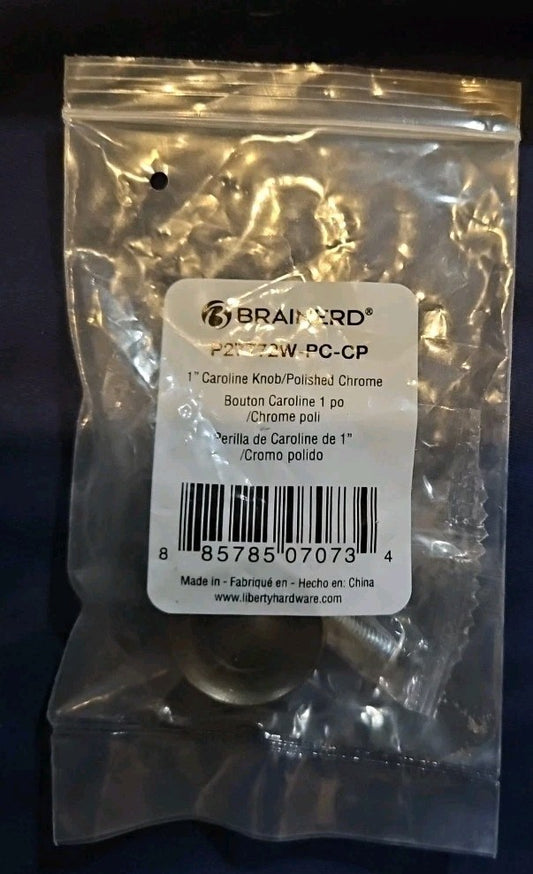 BRAINERD®
1" Caroline Knob/Polished Chrome
Bouton Caroline 1 po
/Chrome poli
Perilla de Caroline de 1"
/Cromo polido
8 85785 07073 4
Made in - Fabriqué en - Hecho en: China
www.libertyhardware.com